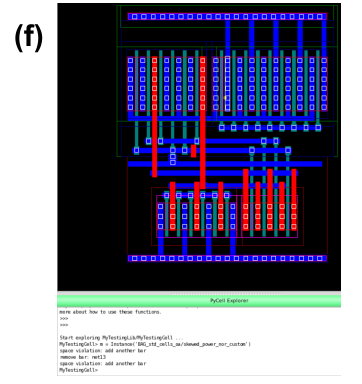 (f)
PyCell Explorer
more about how to use these functions.
>>>
>>>
Start exploring MyTestingLib/MyTestingCell ...
MyTestingCell> m = Instance('BAG_std_cells_oa/skewed_power_nor_custom')
space violation: add another bar
remove bar: net13
space violation: add another bar
MyTestingCell>